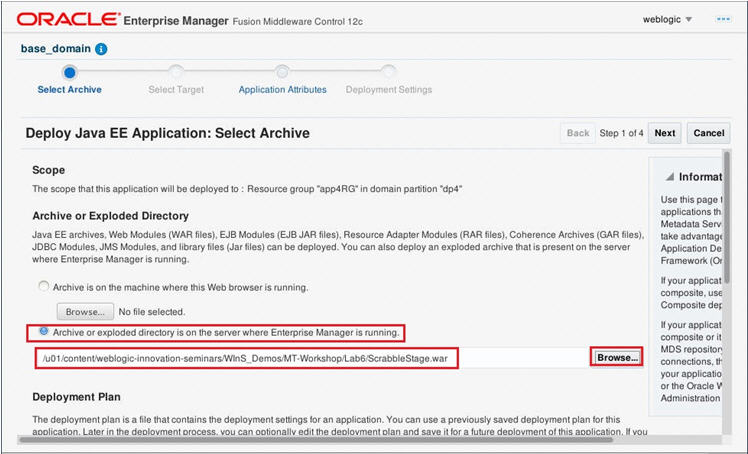 ORACLE Enterprise Manager Fusion Middleware Control 12c
weblogic
base_domain
Select Archive
Select Target
Application Attributes
Deployment Settings
Deploy Java EE Application: Select Archive
Back Step 1 of 4 Next Cancel
Scope
The scope that this application will be deployed to : Resource group "app4RG" in domain partition "dp4"
Archive or Exploded Directory
Java EE archives, Web Modules (WAR files), EJB Modules (EJB JAR files), Resource Adapter Modules (RAR files), Coherence Archives (GAR files),
JDBC Modules, JMS Modules, and library files (Jar files) can be deployed. You can also deploy an exploded archive that is present on the server
where Enterprise Manager is running.
Archive is on the machine where this Web browser is running.
Browse... No file selected.
Archive or exploded directory is on the server where Enterprise Manager is running.
/u01/content/weblogic-innovation-seminars/WInS_Demos/MT-Workshop/Lab6/ScrabbleStage.war
Browse...
Deployment Plan
The deployment plan is a file that contains the deployment settings for an application. You can use a previously saved deployment plan for this
application. Later in the deployment process, you can optionally edit the deployment plan and save it for a future deployment of this application. If you
Informat
Use this page t
applications tha
Metadata Serv
take advantage
Application De
Framework (Or
If your applicat
composite, use
Composite dep
If your applicat
composite or it
MDS repository
connections, th
your applicatio
or the Oracle W
Administration